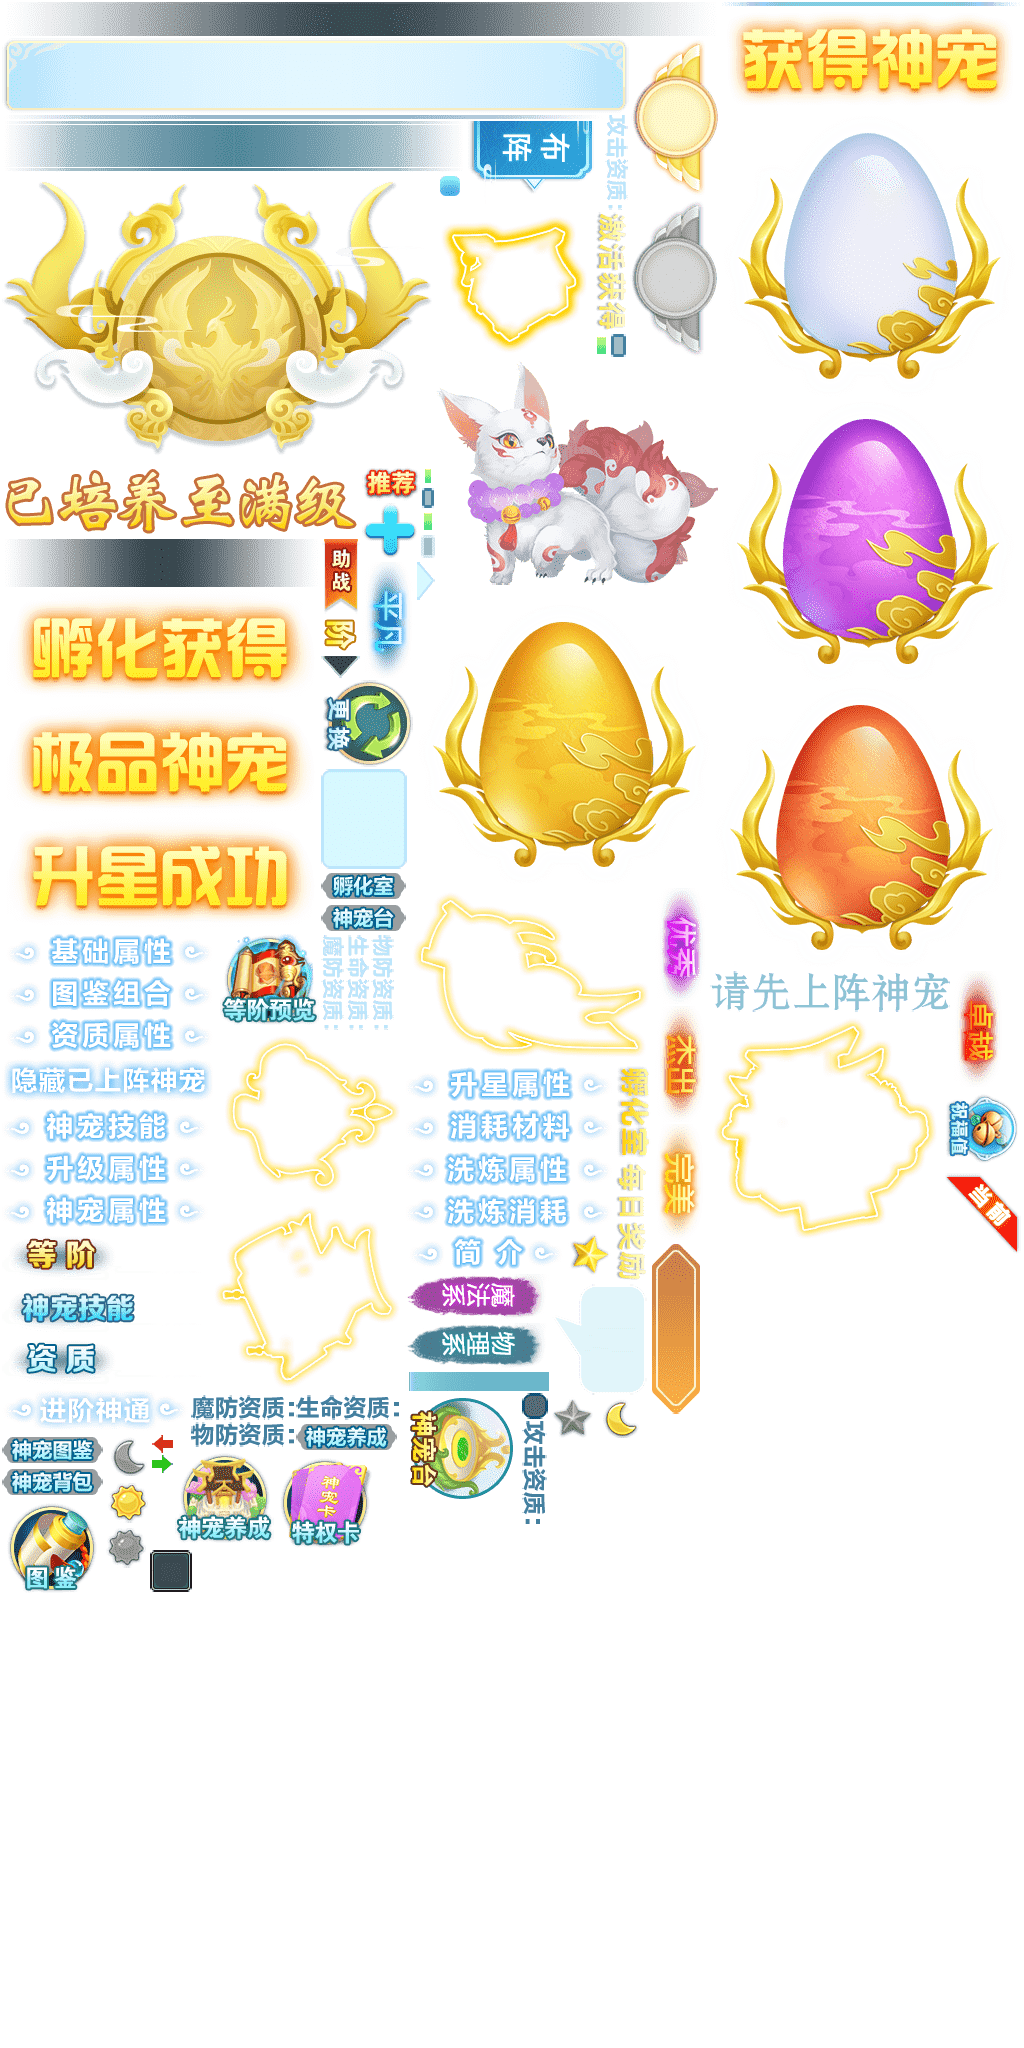 获得神宠
布阵
攻击资质:
激活获得
已培养至满级
推荐
助战
阶
平凡
更换
孵化获得
极品神宠
升星成功
孵化室
神宠台
基础属性
图鉴组合
资质属性
隐藏已上阵神宠
神宠技能
升级属性
神宠属性
等阶
神宠技能
资质
进阶神通
等阶预览
物防资质:
生命资质:
魔防资质:
优秀
杰出
完美
卓越
请先上阵神宠
祝福值
当前
升星属性
消耗材料
洗炼属性
洗炼消耗
简介
孵化室每日奖励
魔法系
物理系
魔防资质:生命资质:
物防资质:
神宠养成
神宠图鉴
神宠背包
图鉴
神宠养成
神宠卡
特权卡
神宠台
攻击资质: